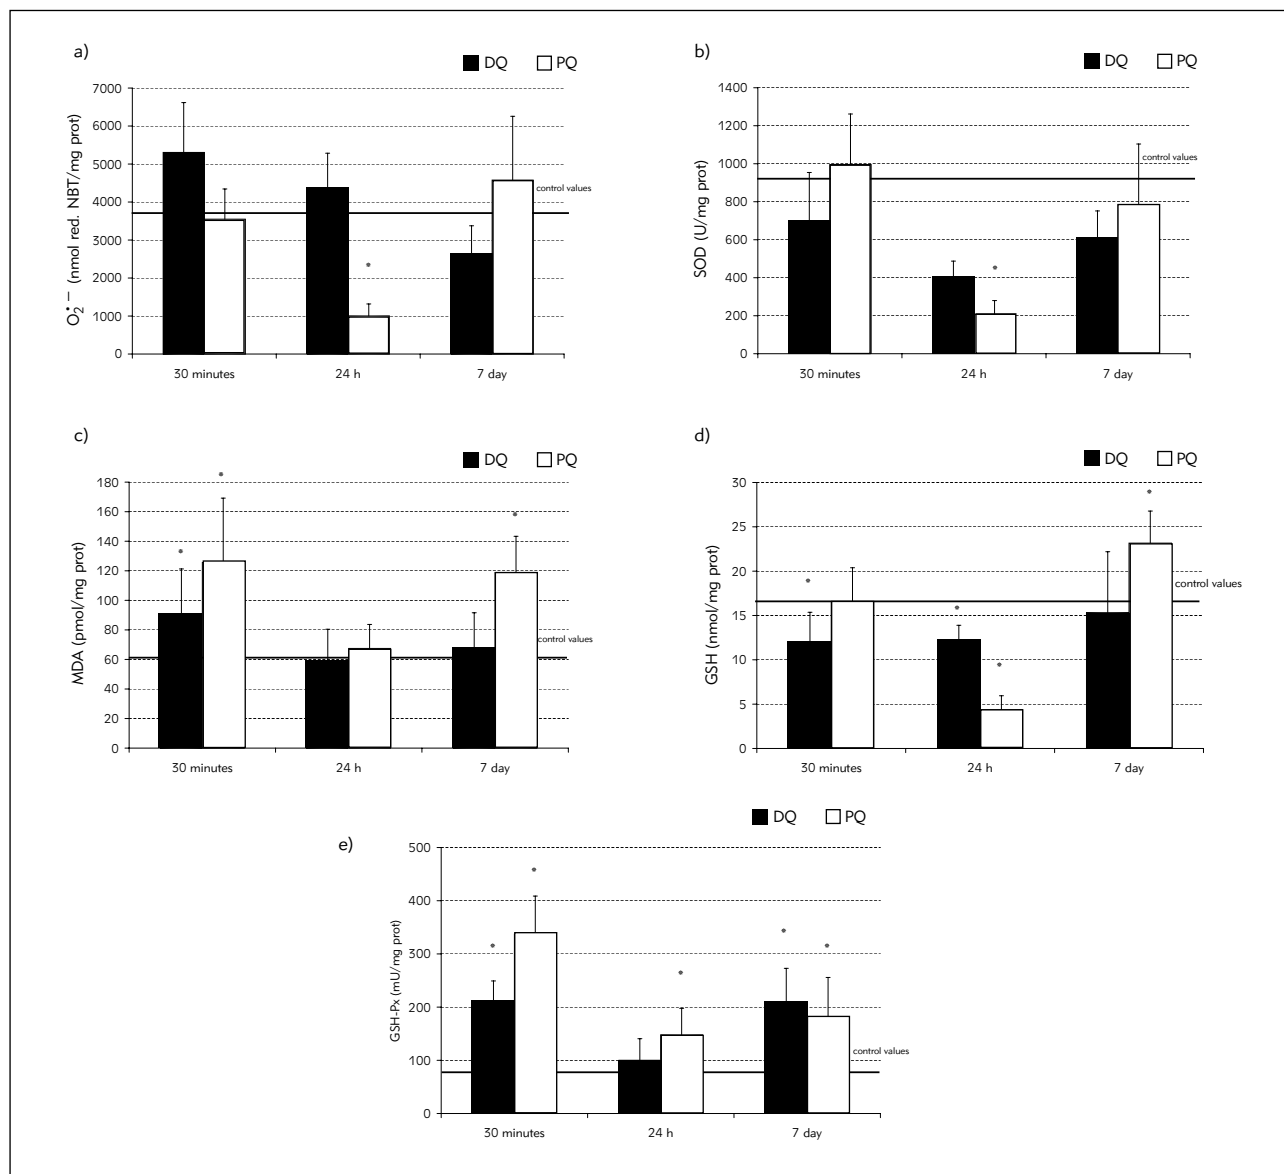 a)
DQ PQ
O2•− (nmol red. NBT/mg prot)
7000
6000
5000
4000
3000
2000
1000
0
control values
30 minutes 24 h 7 day
b)
DQ PQ
SOD (U/mg prot)
1400
1200
1000
800
600
400
200
0
control values
30 minutes 24 h 7 day
c)
DQ PQ
MDA (pmol/mg prot)
180
160
140
120
100
80
60
40
20
0
control values
30 minutes 24 h 7 day
d)
DQ PQ
GSH (nmol/mg prot)
30
25
20
15
10
5
0
control values
30 minutes 24 h 7 day
e)
DQ PQ
GSH-Px (mU/mg prot)
500
400
300
200
100
0
control values
30 minutes 24 h 7 day